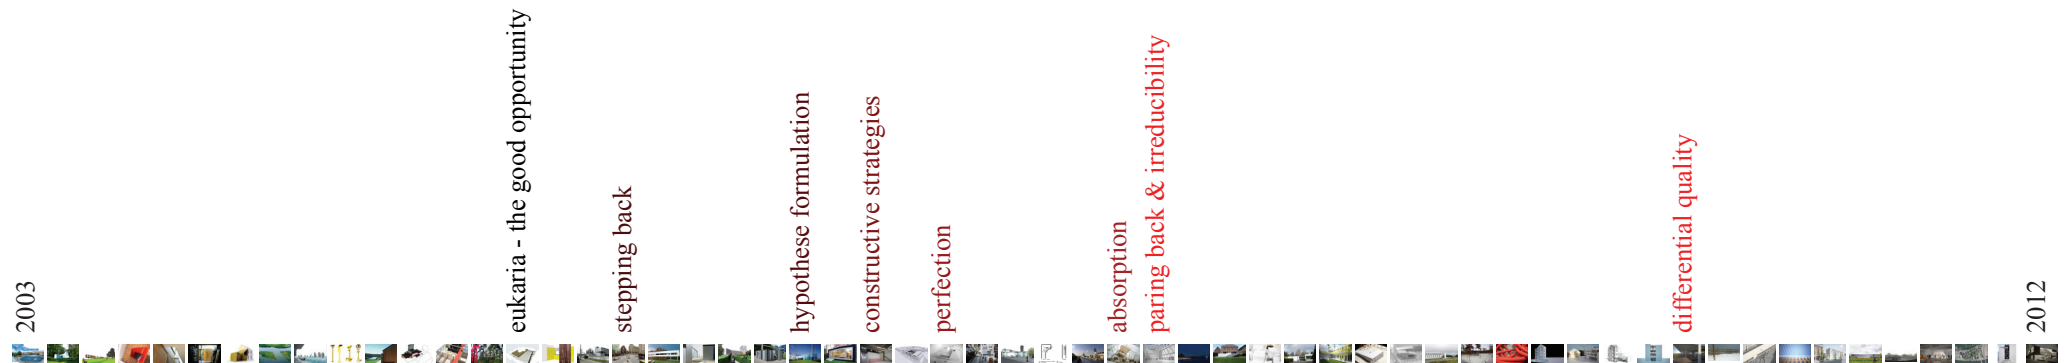 2003
eukaria - the good opportunity
stepping back
hypothese formulation
constructive strategies
perfection
absorption
paring back & irreducibility
differential quality
2012